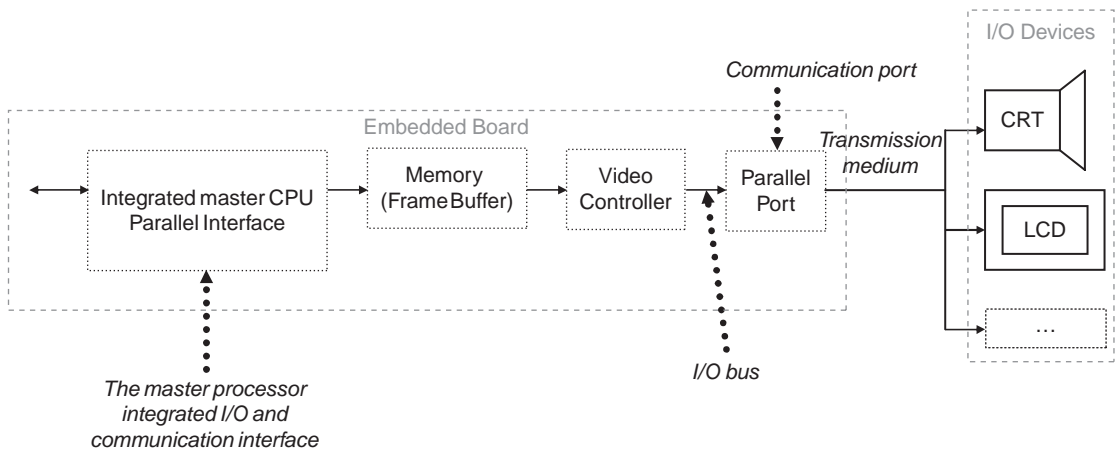 I/O Devices
Communication port
Embedded Board
CRT
Transmission
medium
Integrated master CPU
Parallel Interface
Memory
(Frame Buffer)
Video
Controller
Parallel
Port
LCD
...
The master processor
integrated I/O and
communication interface
I/O bus